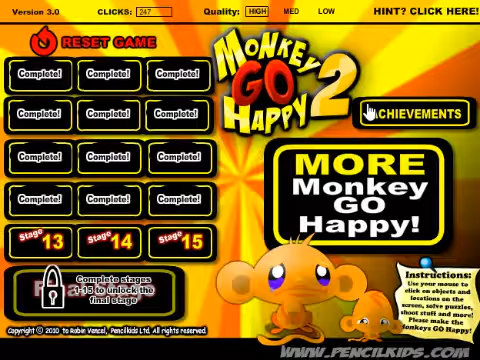 Version 3.0 CLICKS: 247 Quality: HIGH MED LOW HINT? CLICK HERE!
RESET GAME
MONKEY
GO
HAPPY 2
Complete! Complete! Complete!
Complete! Complete! Complete!
ACHIEVEMENTS
Complete! Complete! Complete!
Complete! Complete! Complete!
MORE
Monkey
GO
Happy!
Stage 13 Stage 14 Stage 15
Complete stages
1-15 to unlock the
final stage
Instructions:
Use your mouse to
click on objects and
locations on the
screen, solve puzzles,
shoot stuff and more!
Please make the
monkeys GO Happy!
Copyright © 2010 to Robin Vencel, Pencilkids Ltd. All rights reserved.
WWW.PENCILKIDS.COM